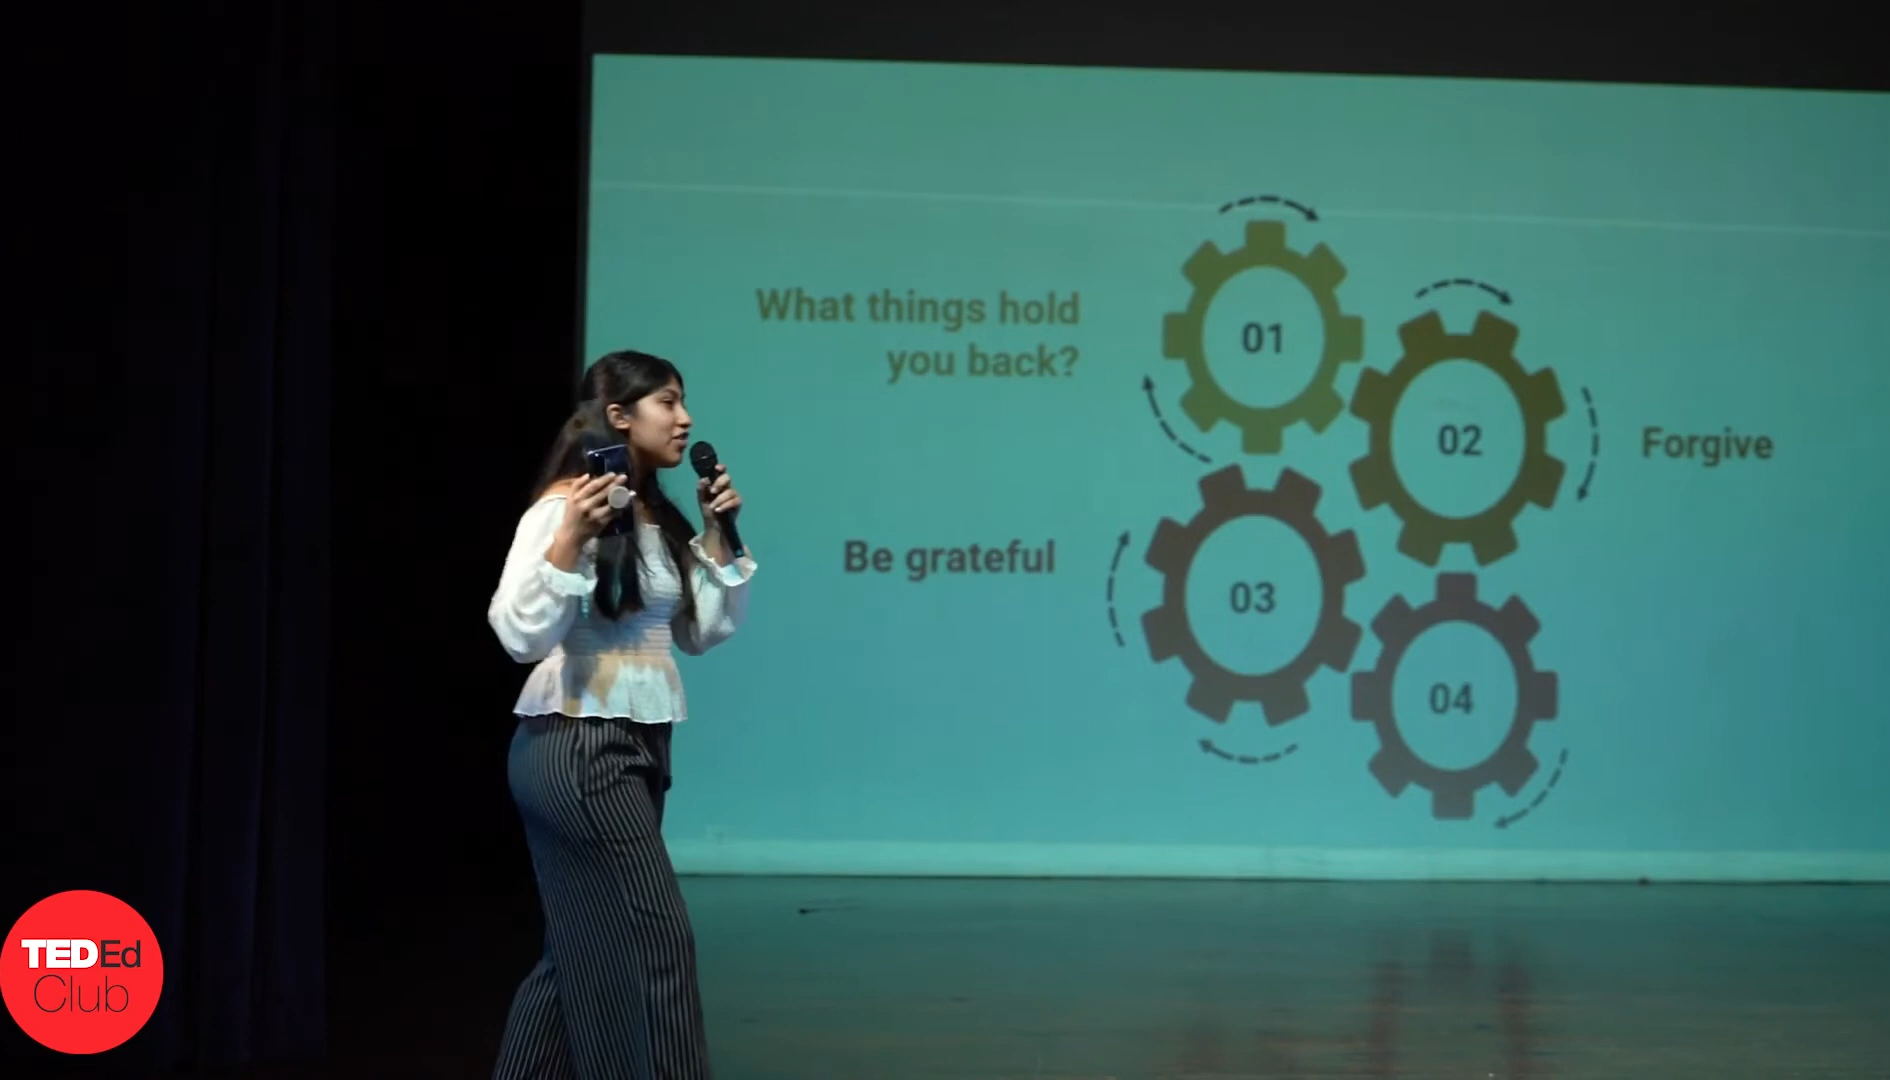 What things hold
you back?
01
02
Forgive
Be grateful
03
04
TEDEd
Club